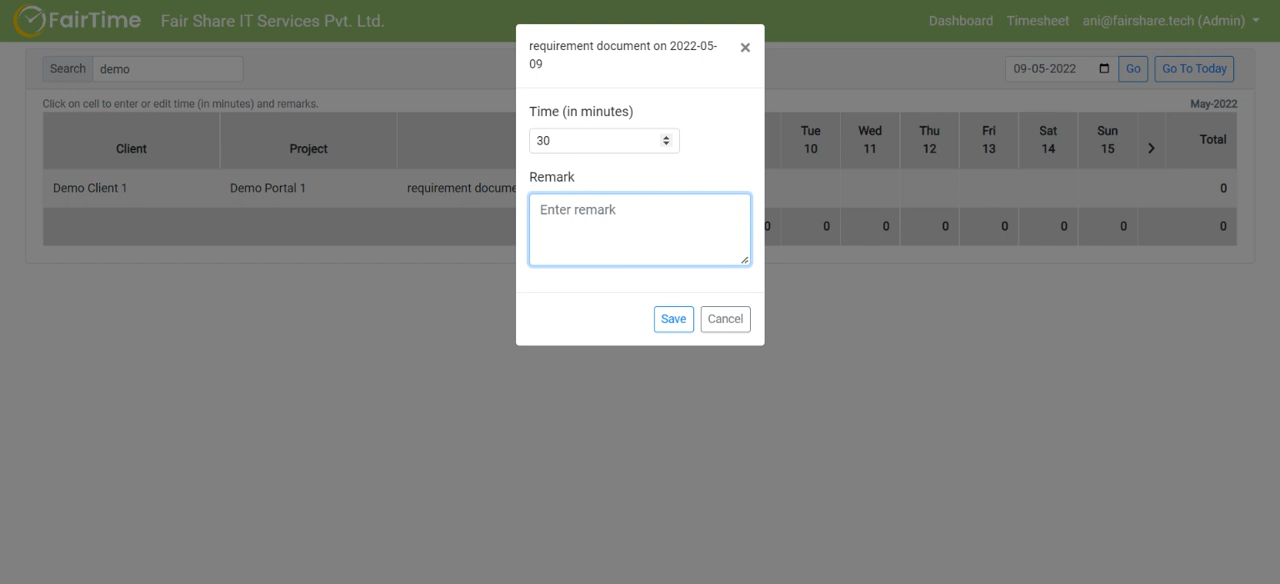 FairTime Fair Share IT Services Pvt. Ltd. Dashboard Timesheet ani@fairshare.tech (Admin)
requirement document on 2022-05-
09
×
Search demo 09-05-2022 Go Go To Today
Click on cell to enter or edit time (in minutes) and remarks. May-2022
Client Project Tue 10 Wed 11 Thu 12 Fri 13 Sat 14 Sun 15 > Total
Demo Client 1 Demo Portal 1 requirement docume 0
0 0 0 0 0 0 0 0
Time (in minutes)
30
Remark
Enter remark
Save Cancel